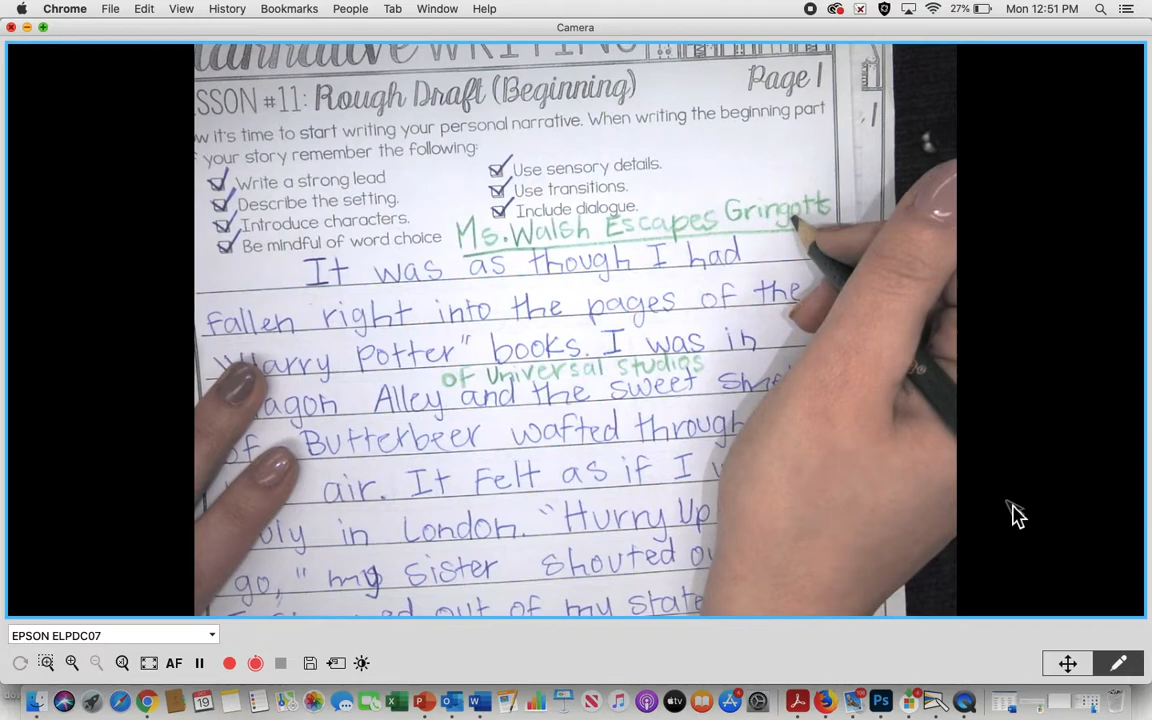 Chrome File Edit View History Bookmarks People Tab Window Help 27% Mon 12:51 PM
Camera
WRITING
SSON #11: Rough Draft (Beginning) Page 1
w it's time to start writing your personal narrative. When writing the beginning part
your story remember the following:
Write a strong lead
Describe the setting.
Introduce characters.
Be mindful of word choice
Use sensory details.
Use transitions.
Include dialogue.
Ms. Walsh Escapes Gringotts
It was as though I had
fallen right into the pages of the
"Harry Potter" books. I was in
of Universal Studios
agon Alley and the sweet
of Butterbeer wafted through
air. It felt as if I
in London. "Hurry Up
go," my sister shouted
out of my state
EPSON ELPDC07
AF
19